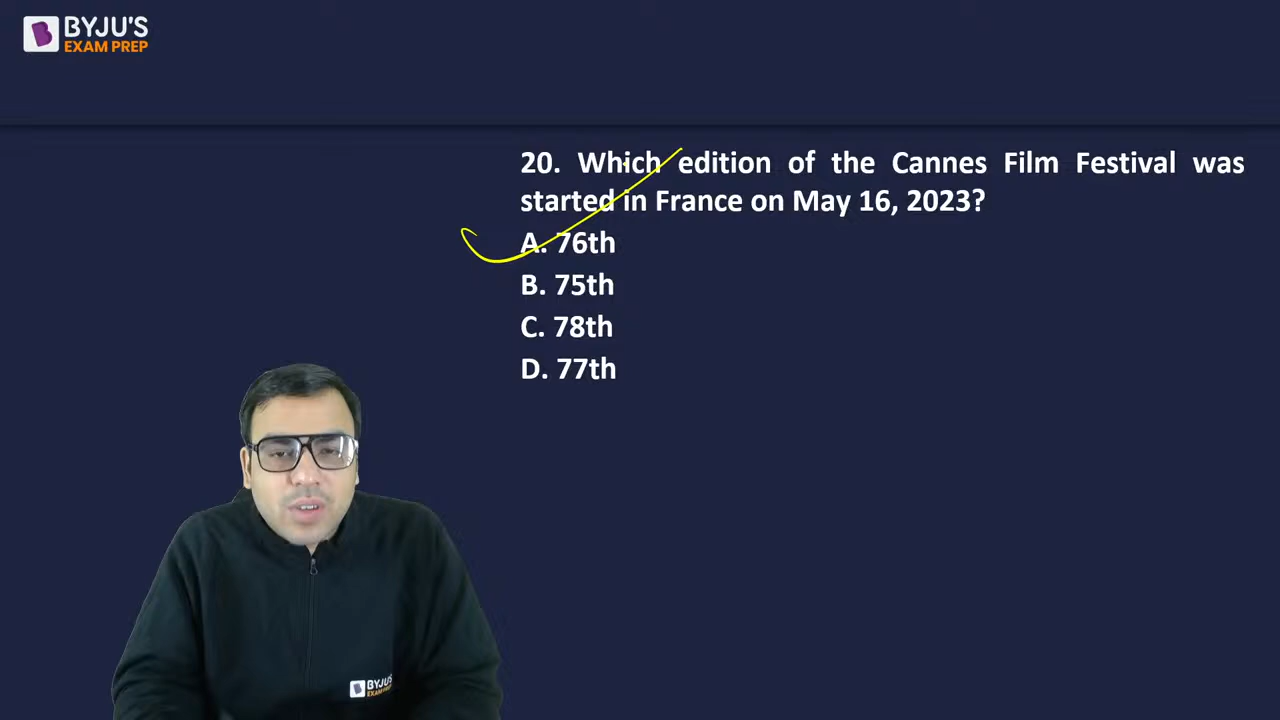 BYJU'S
EXAM PREP
20. Which edition of the Cannes Film Festival was
started in France on May 16, 2023?
A. 76th
B. 75th
C. 78th
D. 77th
BYJU'S
EXAM PREP